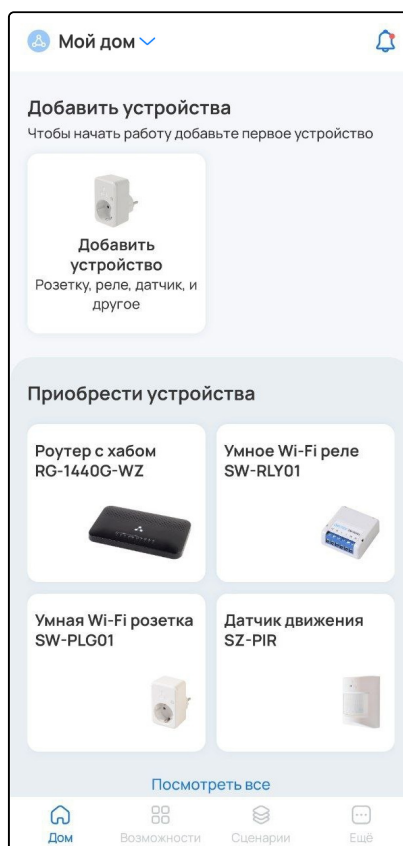 Мой дом
Добавить устройства
Чтобы начать работу добавьте первое устройство
Добавить
устройство
Розетку, реле, датчик, и
другое
Приобрести устройства
Роутер с хабом
RG-1440G-WZ
Умное Wi-Fi реле
SW-RLY01
Умная Wi-Fi розетка
SW-PLG01
Датчик движения
SZ-PIR
Посмотреть все
Дом
Возможности
Сценарии
Ещё